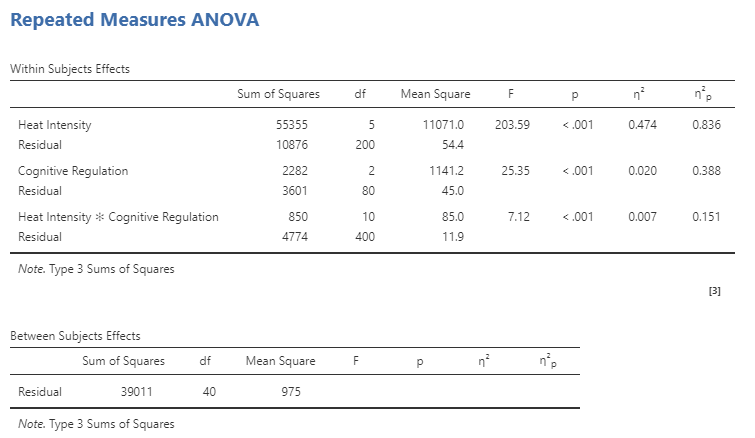 Repeated Measures ANOVA
Within Subjects Effects
Sum of Squares df Mean Square F p η² η²p
Heat Intensity 55355 5 11071.0 203.59 < .001 0.474 0.836
Residual 10876 200 54.4
Cognitive Regulation 2282 2 1141.2 25.35 < .001 0.020 0.388
Residual 3601 80 45.0
Heat Intensity ✻ Cognitive Regulation 850 10 85.0 7.12 < .001 0.007 0.151
Residual 4774 400 11.9
Note. Type 3 Sums of Squares
[3]
Between Subjects Effects
Sum of Squares df Mean Square F p η² η²p
Residual 39011 40 975
Note. Type 3 Sums of Squares